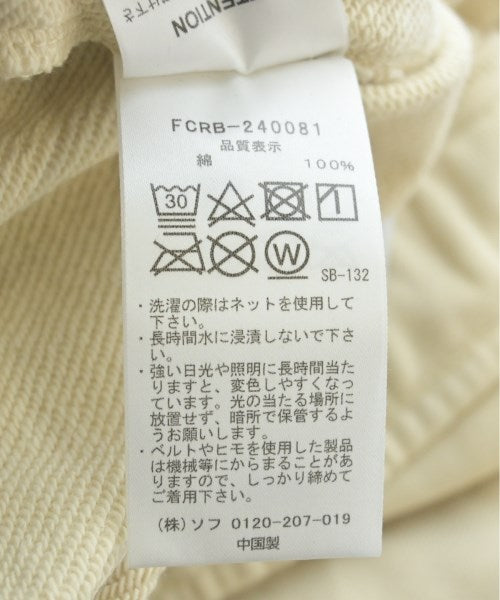 ATTENTION
FCRB-240081
品質表示
綿 100%
30
W
SB-132
・洗濯の際はネットを使用して
下さい。
・長時間水に浸漬しないで下さ
い。
・強い日光や照明に長時間当た
りますと、変色しやすくなっ
ています。光の当たる場所に
放置せず、暗所で保管するよ
うお願いします。
・ベルトやヒモを使用した製品
は機械等にからまることがあ
りますので、しっかり締めて
ご着用下さい。
(株)ソフ 0120-207-019
中国製